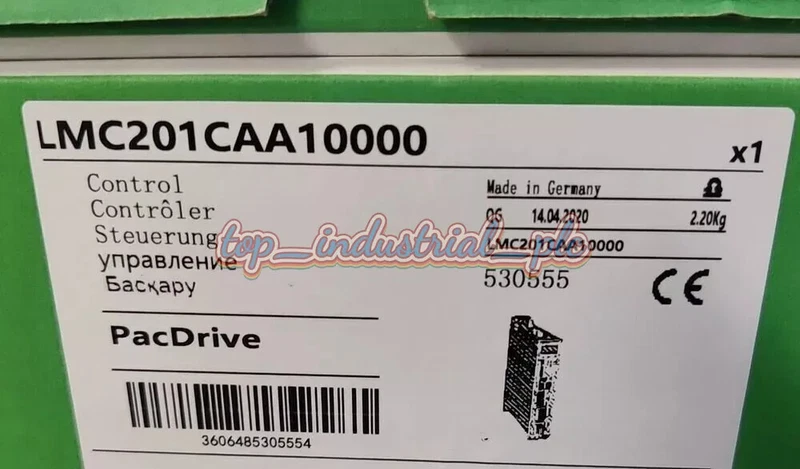 LMC201CAA10000
x1
Control
Contrôler
Steuerung
управление
Басқару
Made in Germany
QG 14.04.2020 2.20Kg
LMC201CAA10000
530555
CE
top_industrial_plc
PacDrive
3606485305554